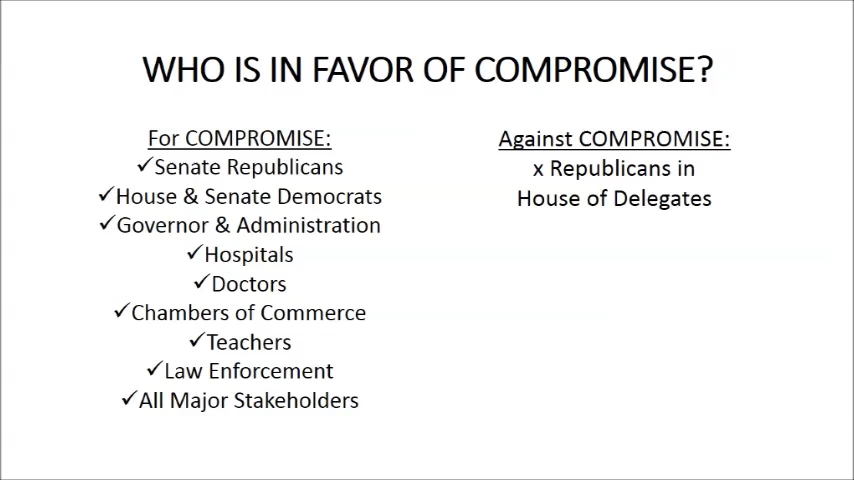 WHO IS IN FAVOR OF COMPROMISE?
For COMPROMISE:
✓Senate Republicans
✓House & Senate Democrats
✓Governor & Administration
✓Hospitals
✓Doctors
✓Chambers of Commerce
✓Teachers
✓Law Enforcement
✓All Major Stakeholders
Against COMPROMISE:
x Republicans in
House of Delegates